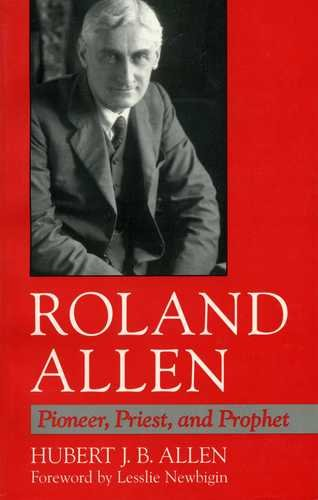 ROLAND
ALLEN
Pioneer, Priest, and Prophet
HUBERT J. B. ALLEN
Foreword by Lesslie Newbigin